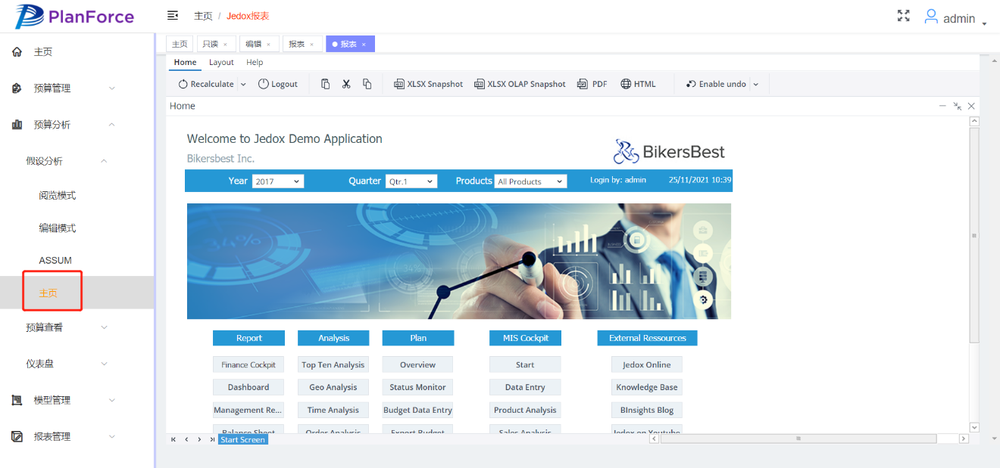 PlanForce
主页 / Jedox报表
admin
主页
预算管理
预算分析
假设分析
阅览模式
编辑模式
ASSUM
主页
预算查看
仪表盘
模型管理
报表管理
主页 只读 × 编辑 × 报表 × 报表 ×
Home Layout Help
Recalculate Logout XLSX Snapshot XLSX OLAP Snapshot PDF HTML Enable undo
Home
Welcome to Jedox Demo Application
Bikersbest Inc.
BikersBest
Year 2017 Quarter Qtr.1 Products All Products Login by: admin 25/11/2021 10:39
34%
34%
Report Analysis Plan MIS Cockpit External Ressources
Finance Cockpit Top Ten Analysis Overview Start Jedox Online
Dashboard Geo Analysis Status Monitor Data Entry Knowledge Base
Management Re... Time Analysis Budget Data Entry Product Analysis BInsights Blog
Balance Sheet Order Analysis Export Budget Sales Analysis Jedox on Youtube
Start Screen